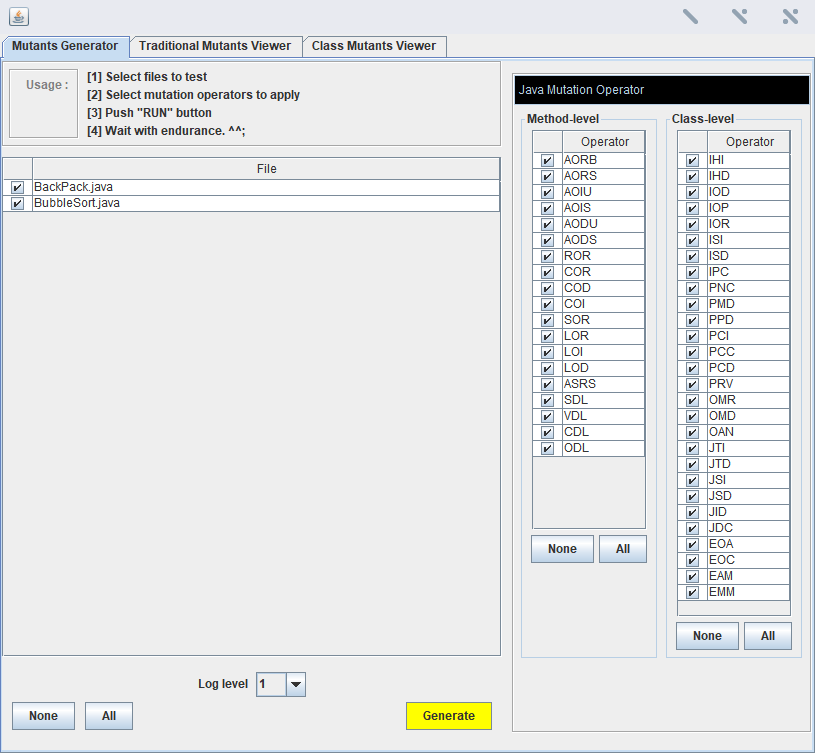 Mutants Generator
Traditional Mutants Viewer
Class Mutants Viewer
Usage :
[1] Select files to test
[2] Select mutation operators to apply
[3] Push "RUN" button
[4] Wait with endurance. ^^;
File
BackPack.java
BubbleSort.java
Log level
1
None
All
Generate
Java Mutation Operator
Method-level
Operator
AORB
AORS
AOIU
AOIS
AODU
AODS
ROR
COR
COD
COI
SOR
LOR
LOI
LOD
ASRS
SDL
VDL
CDL
ODL
None
All
Class-level
Operator
IHI
IHD
IOD
IOP
IOR
ISI
ISD
IPC
PNC
PMD
PPD
PCI
PCC
PCD
PRV
OMR
OMD
OAN
JTI
JTD
JSI
JSD
JID
JDC
EOA
EOC
EAM
EMM
None
All